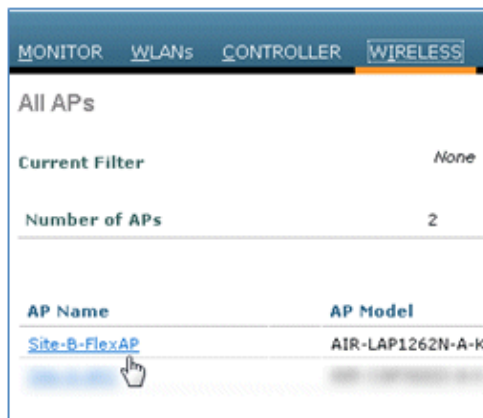 MONITOR WLANs CONTROLLER WIRELESS
All APs
Current Filter None
Number of APs 2
AP Name AP Model
Site-B-FlexAP AIR-LAP1262N-A-K